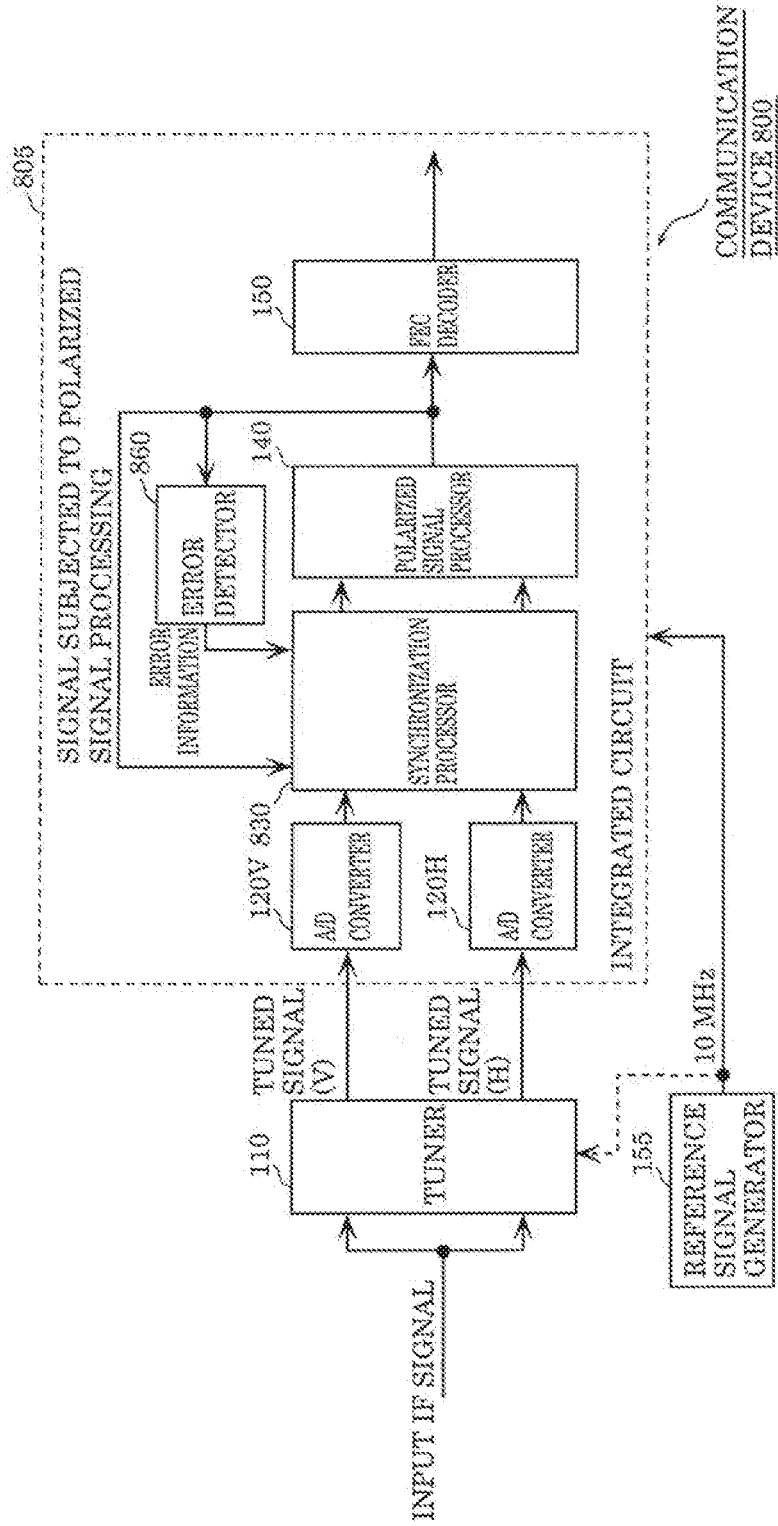 INPUT IF SIGNAL
110
TUNER
155
REFERENCE
SIGNAL
GENERATOR
10 MHz
TUNED
SIGNAL
(V)
TUNED
SIGNAL
(H)
805
SIGNAL SUBJECTED TO POLARIZED
SIGNAL PROCESSING
120V
A/D
CONVERTER
120H
A/D
CONVERTER
830
SYNCHRONIZATION
PROCESSOR
ERROR
INFORMATION
860
ERROR
DETECTOR
140
POLARIZED
SIGNAL
PROCESSOR
150
FEC
DECODER
INTEGRATED CIRCUIT
COMMUNICATION
DEVICE 800